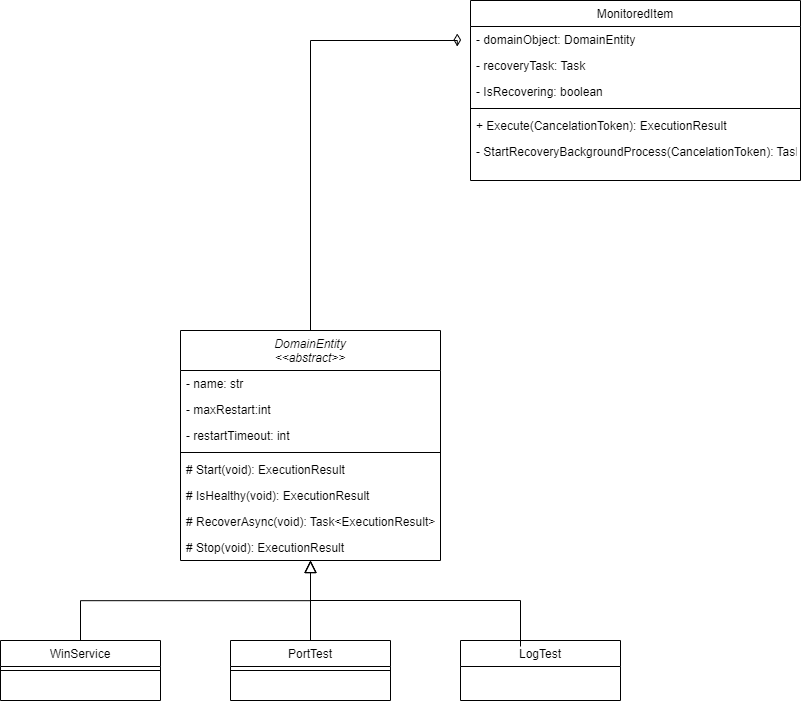 MonitoredItem
- domainObject: DomainEntity
- recoveryTask: Task
- IsRecovering: boolean
+ Execute(CancelationToken): ExecutionResult
- StartRecoveryBackgroundProcess(CancelationToken): Tas
DomainEntity
<<abstract>>
- name: str
- maxRestart:int
- restartTimeout: int
# Start(void): ExecutionResult
# IsHealthy(void): ExecutionResult
# RecoverAsync(void): Task<ExecutionResult>
# Stop(void): ExecutionResult
WinService
PortTest
LogTest